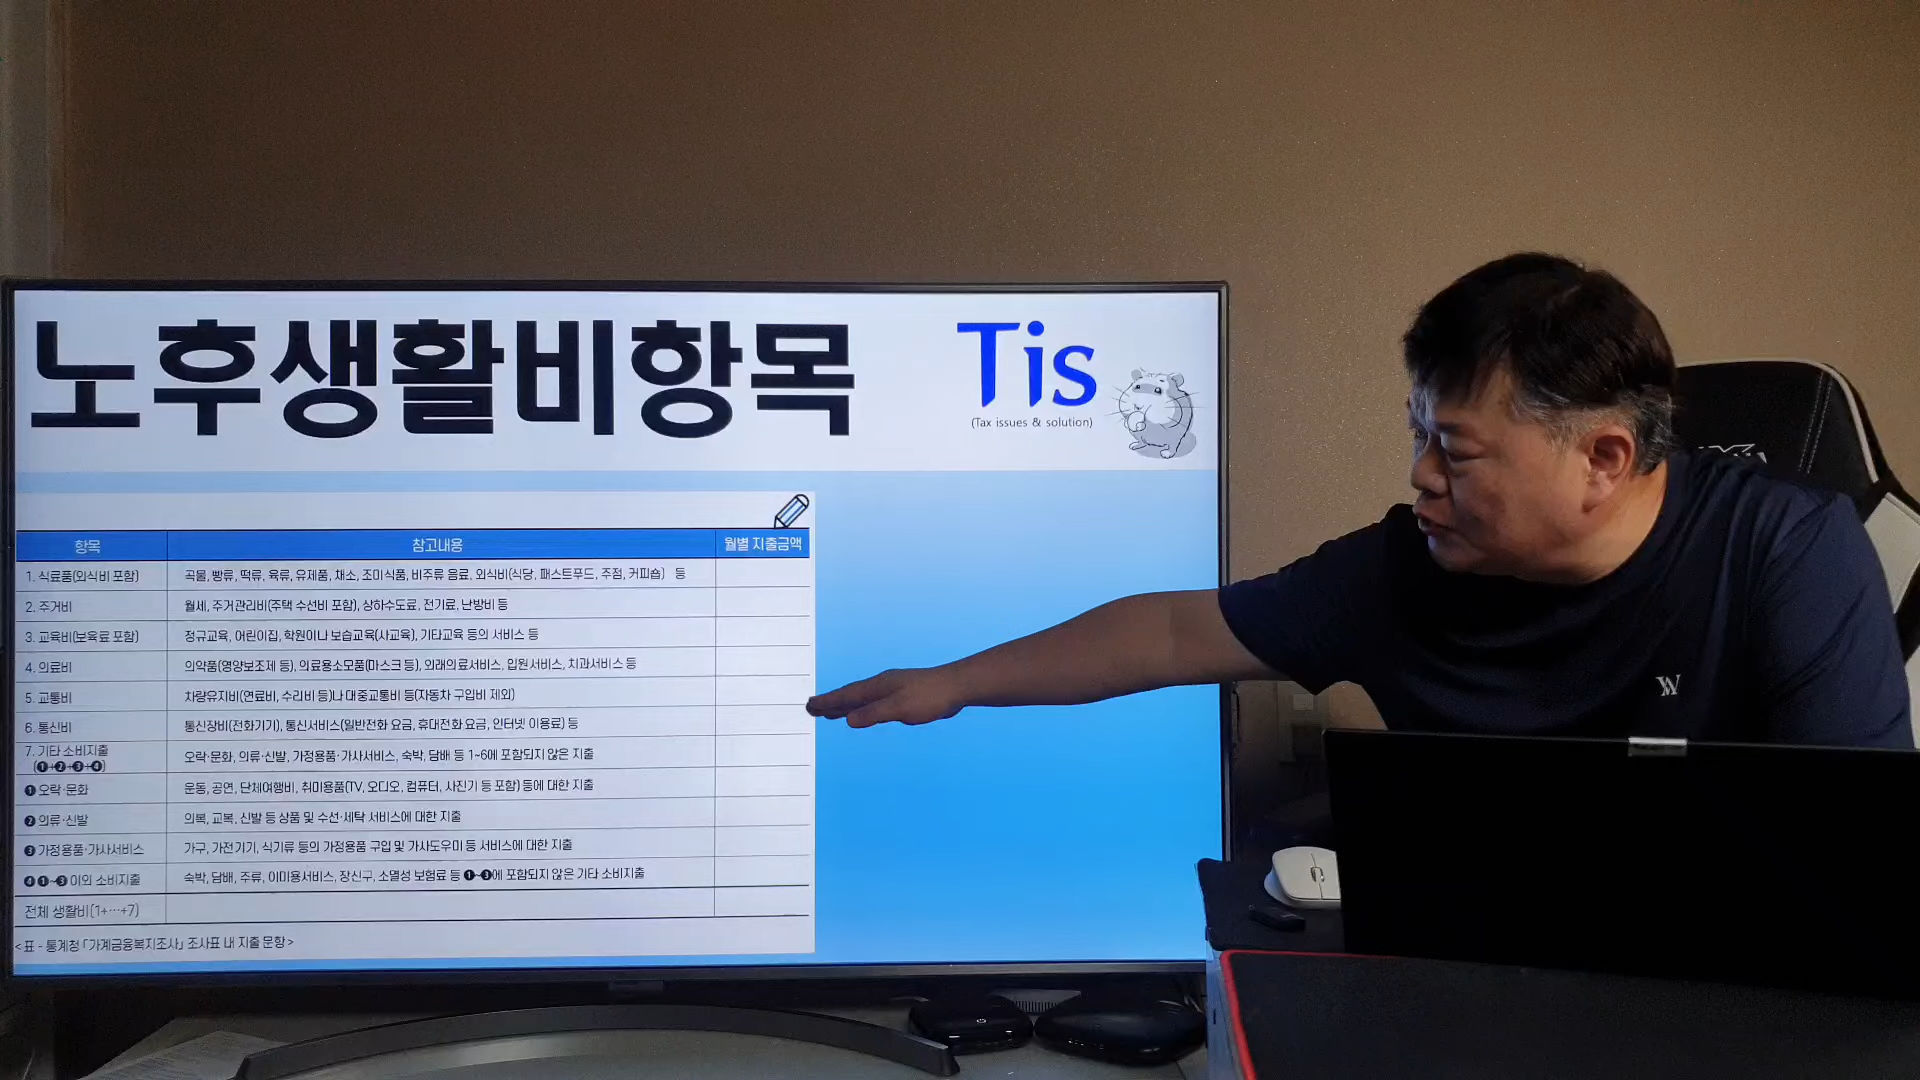 노후생활비항목
Tis
(Tax issues & solution)
항목 참고내용 월별 지출금액
1. 식료품(외식비 포함) 곡물, 빵류, 떡류, 육류, 유제품, 채소, 조미식품, 비주류 음료, 외식비(식당, 패스트푸드, 주점, 커피숍) 등
2. 주거비 월세, 주거관리비(주택 수선비 포함), 상하수도료, 전기료, 난방비 등
3. 교육비(보육료 포함) 정규교육, 어린이집, 학원이나 보습교육(사교육), 기타교육 등의 서비스 등
4. 의료비 의약품(영양보조제 등), 의료용소모품(마스크 등), 외래의료서비스, 입원서비스, 치과서비스 등
5. 교통비 차량유지비(연료비, 수리비 등)나 대중교통비 등(자동차 구입비 제외)
6. 통신비 통신장비(전화기기), 통신서비스(일반전화 요금, 휴대전화 요금, 인터넷 이용료) 등
7. 기타 소비지출 오락·문화, 의류·신발, 가정용품·가사서비스, 숙박, 담배 등 1~6에 포함되지 않은 지출
(❶+❷+❸+❹)
❶ 오락·문화 운동, 공연, 단체여행비, 취미용품(TV, 오디오, 컴퓨터, 사진기 등 포함) 등에 대한 지출
❷ 의류·신발 의복, 교복, 신발 등 상품 및 수선·세탁 서비스에 대한 지출
❸ 가정용품·가사서비스 가구, 가전기기, 식기류 등의 가정용품 구입 및 가사도우미 등 서비스에 대한 지출
❹ ❶~❸ 이외 소비지출 숙박, 담배, 주류, 이미용서비스, 장신구, 소멸성 보험료 등 ❶~❸에 포함되지 않은 기타 소비지출
전체 생활비(1+…+7)
<표 - 통계청 「가계금융복지조사」 조사표 내 지출 문항>